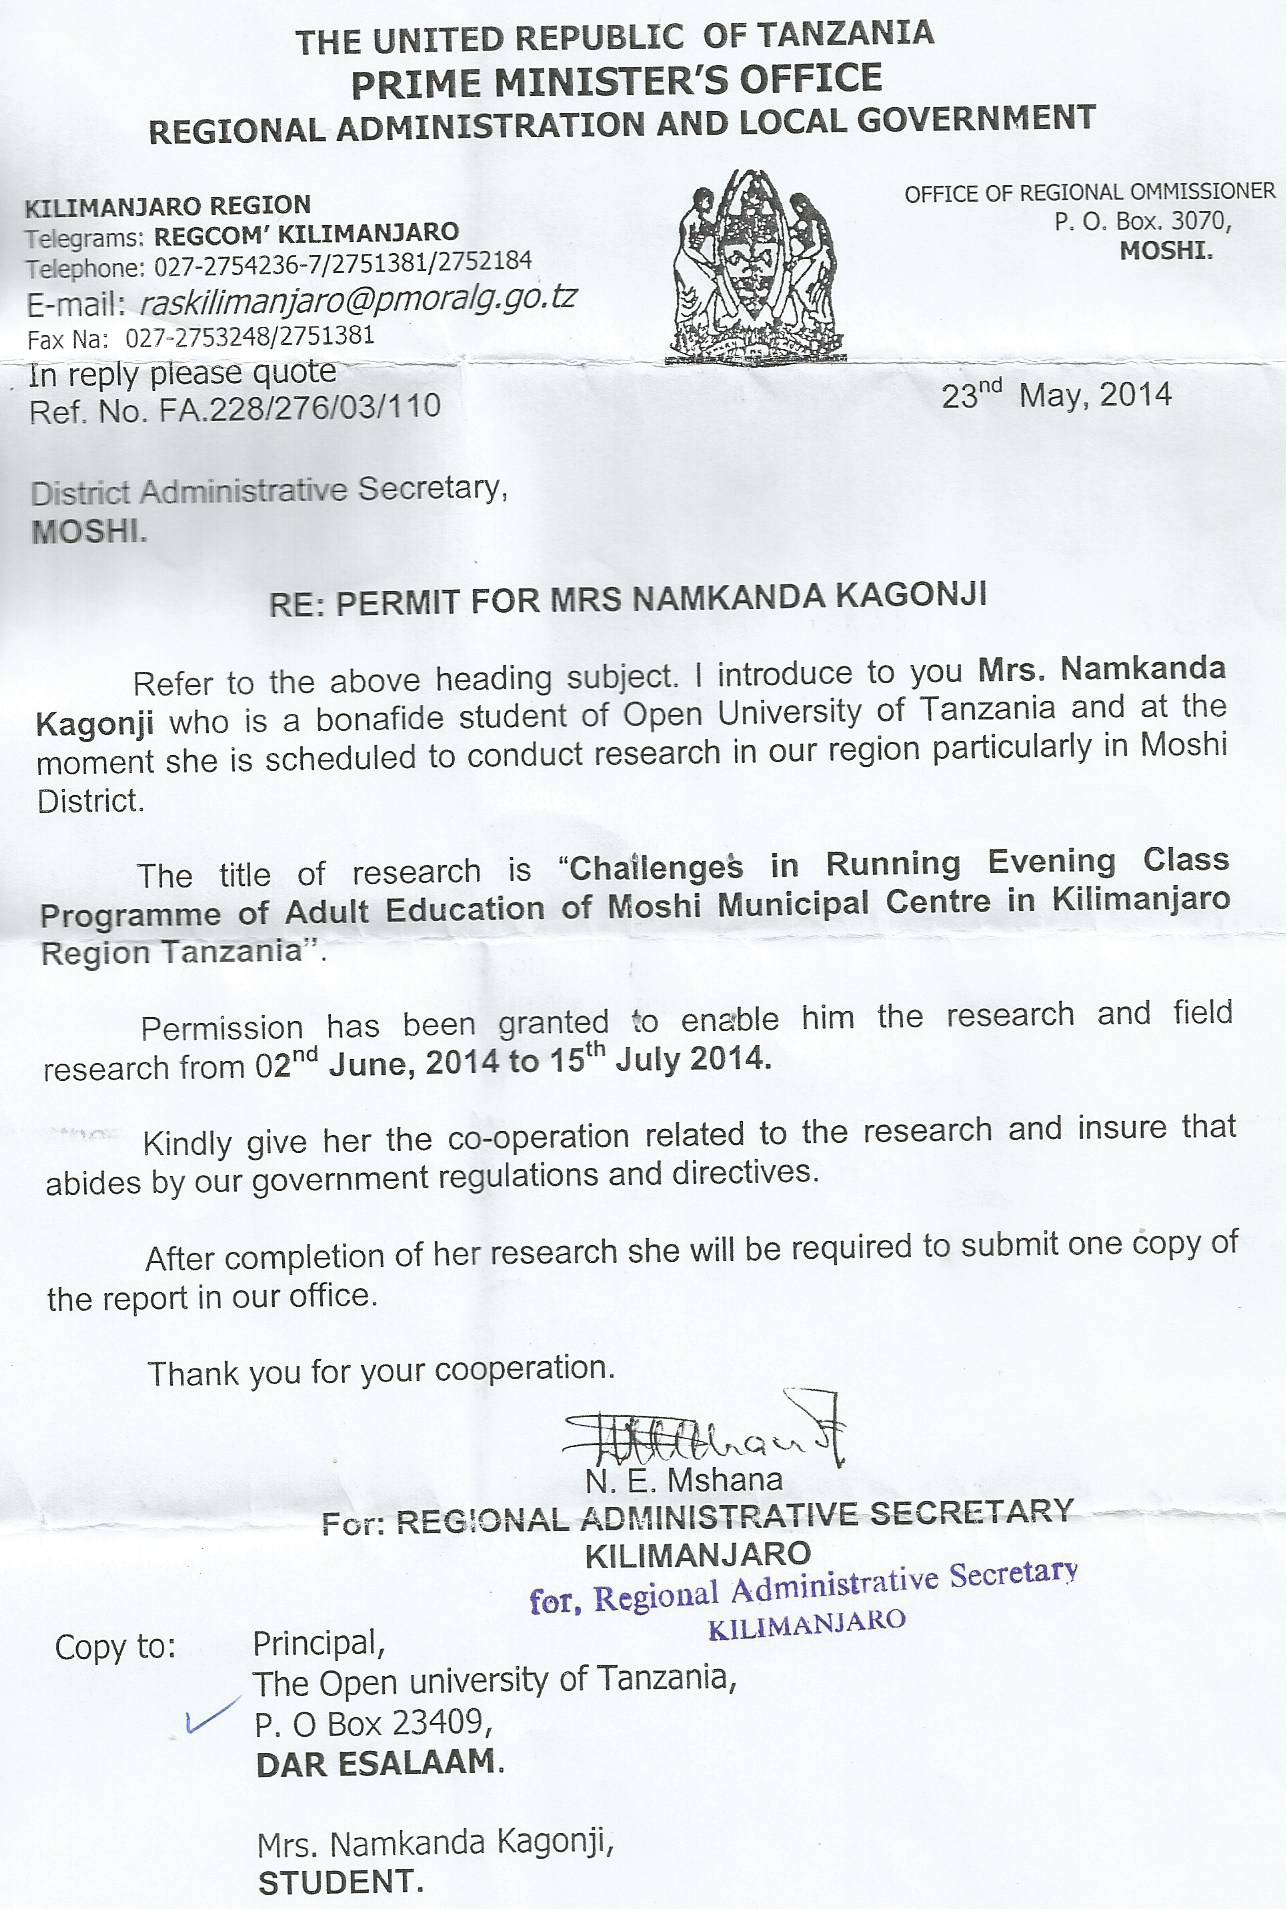 THE UNITED REPUBLIC OF TANZANIA
PRIME MINISTER'S OFFICE
REGIONAL ADMINISTRATION AND LOCAL GOVERNMENT
KILIMANJARO REGION
Telegrams: REGCOM' KILIMANJARO
Telephone: 027-2754236-7/2751381/2752184
E-mail: raskilimanjaro@pmoralg.go.tz
Fax Na: 027-2753248/2751381
In reply please quote
Ref. No. FA.228/276/03/110
OFFICE OF REGIONAL OMMISSIONER
P. O. Box. 3070,
MOSHI.
23nd May, 2014
District Administrative Secretary,
MOSHI.
RE: PERMIT FOR MRS NAMKANDA KAGONJI
Refer to the above heading subject. I introduce to you Mrs. Namkanda
Kagonji who is a bonafide student of Open University of Tanzania and at the
moment she is scheduled to conduct research in our region particularly in Moshi
District.
The title of research is “Challenges in Running Evening Class
Programme of Adult Education of Moshi Municipal Centre in Kilimanjaro
Region Tanzania”.
Permission has been granted to enable him the research and field
research from 02nd June, 2014 to 15th July 2014.
Kindly give her the co-operation related to the research and insure that
abides by our government regulations and directives.
After completion of her research she will be required to submit one copy of
the report in our office.
Thank you for your cooperation.
N. E. Mshana
For: REGIONAL ADMINISTRATIVE SECRETARY
KILIMANJARO
for, Regional Administrative Secretary
KILIMANJARO
Copy to: Principal,
The Open university of Tanzania,
P. O Box 23409,
DAR ESALAAM.
Mrs. Namkanda Kagonji,
STUDENT.